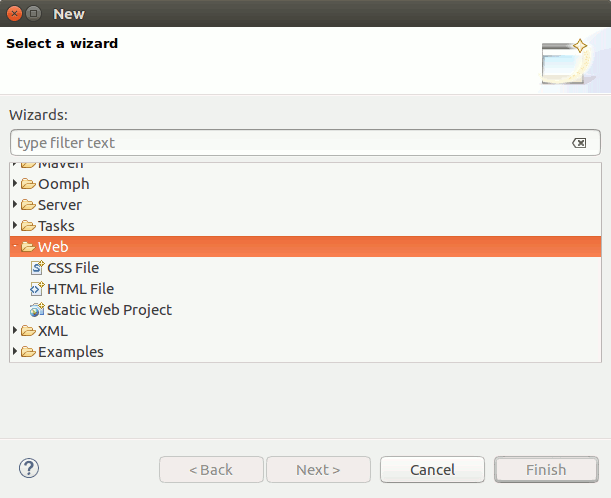 New
Select a wizard
Wizards:
type filter text
Maven
Oomph
Server
Tasks
Web
CSS File
HTML File
Static Web Project
XML
Examples
?
< Back
Next >
Cancel
Finish